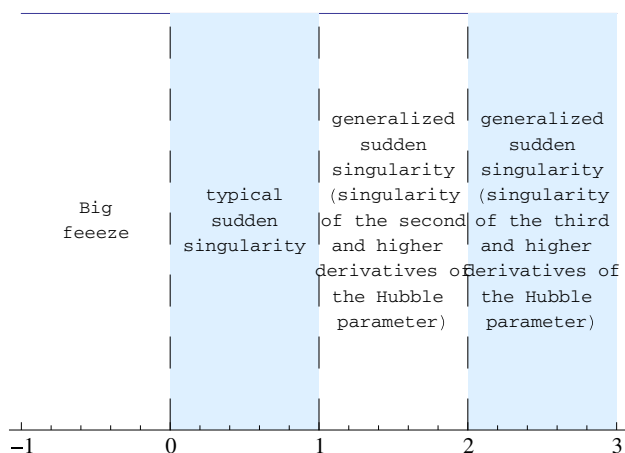 Big
feeeze
typical
sudden
singularity
generalized
sudden
singularity
(singularity
of the second
and higher
derivatives of
the Hubble
parameter)
generalized
sudden
singularity
(singularity
of the third
and higher
derivatives of
the Hubble
parameter)
−1 0 1 2 3